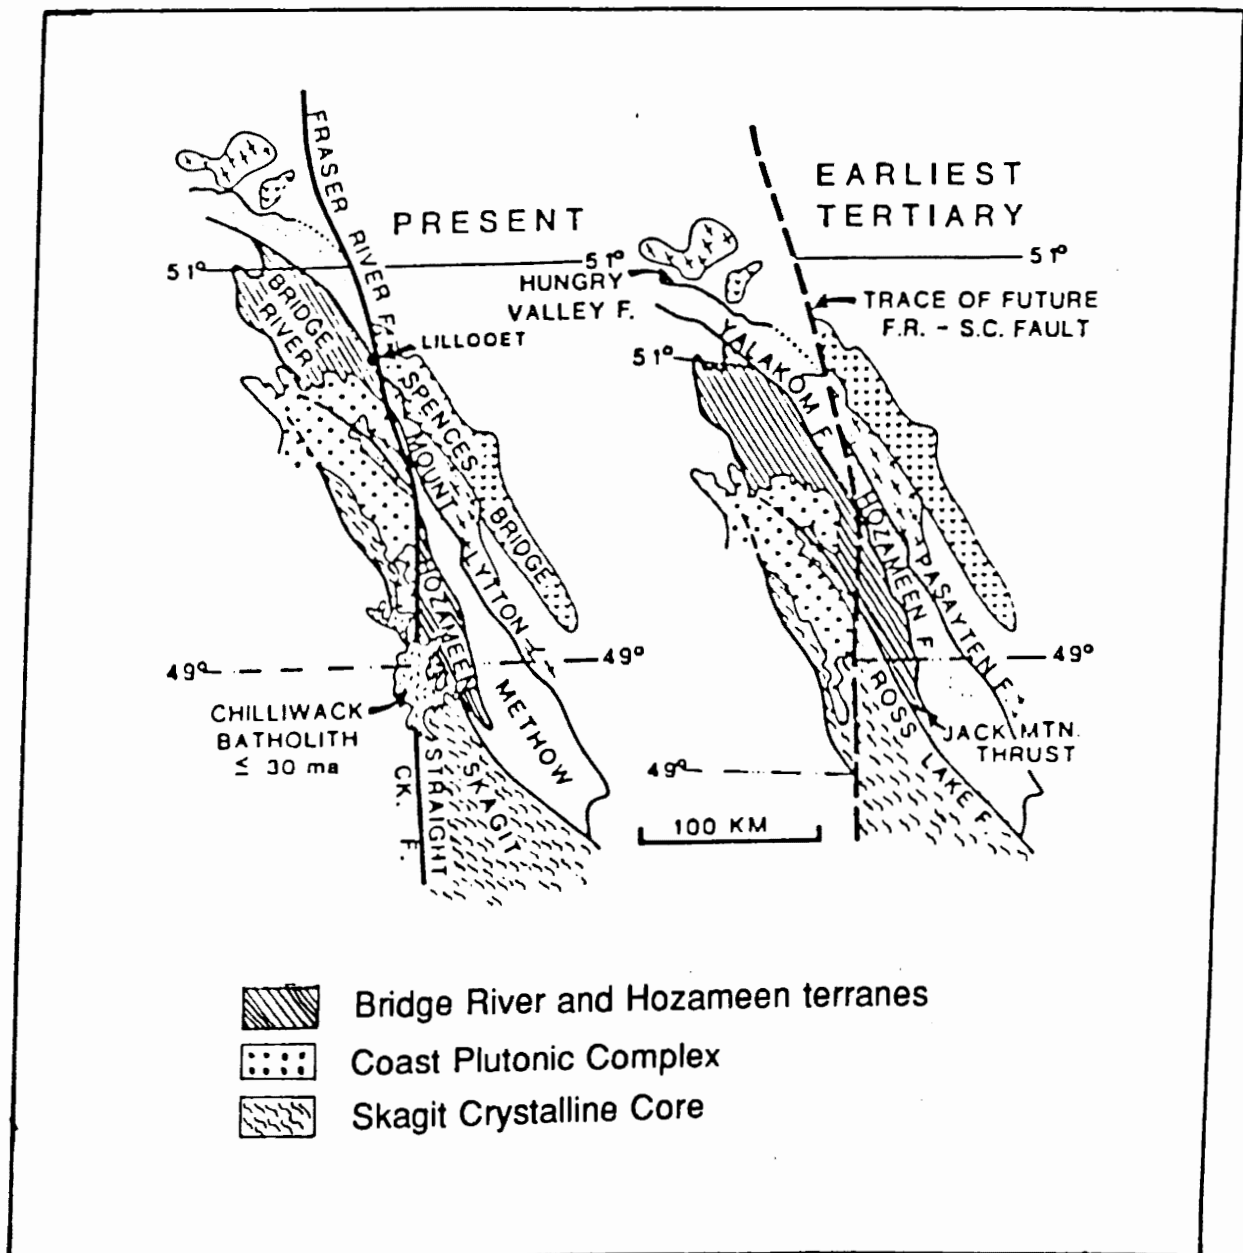 FRASER RIVER F.
PRESENT
51° 51°
BRIDGE
RIVER
LILLOOET
SPENCES BRIDGE
MOUNT LYTTON
HOZAMEEN
49° 49°
CHILLIWACK
BATHOLITH
≤ 30 ma
METHOW
SKAGIT
STRAIGHT
CK. F.
EARLIEST
TERTIARY
51°
HUNGRY
VALLEY F.
TRACE OF FUTURE
F.R. - S.C. FAULT
YALAKOM F.
51°
HOZAMEEN F.
PASAYTEN F.
49°
ROSS LAKE F.
JACK MTN.
THRUST
49°
100 KM
Bridge River and Hozameen terranes
Coast Plutonic Complex
Skagit Crystalline Core